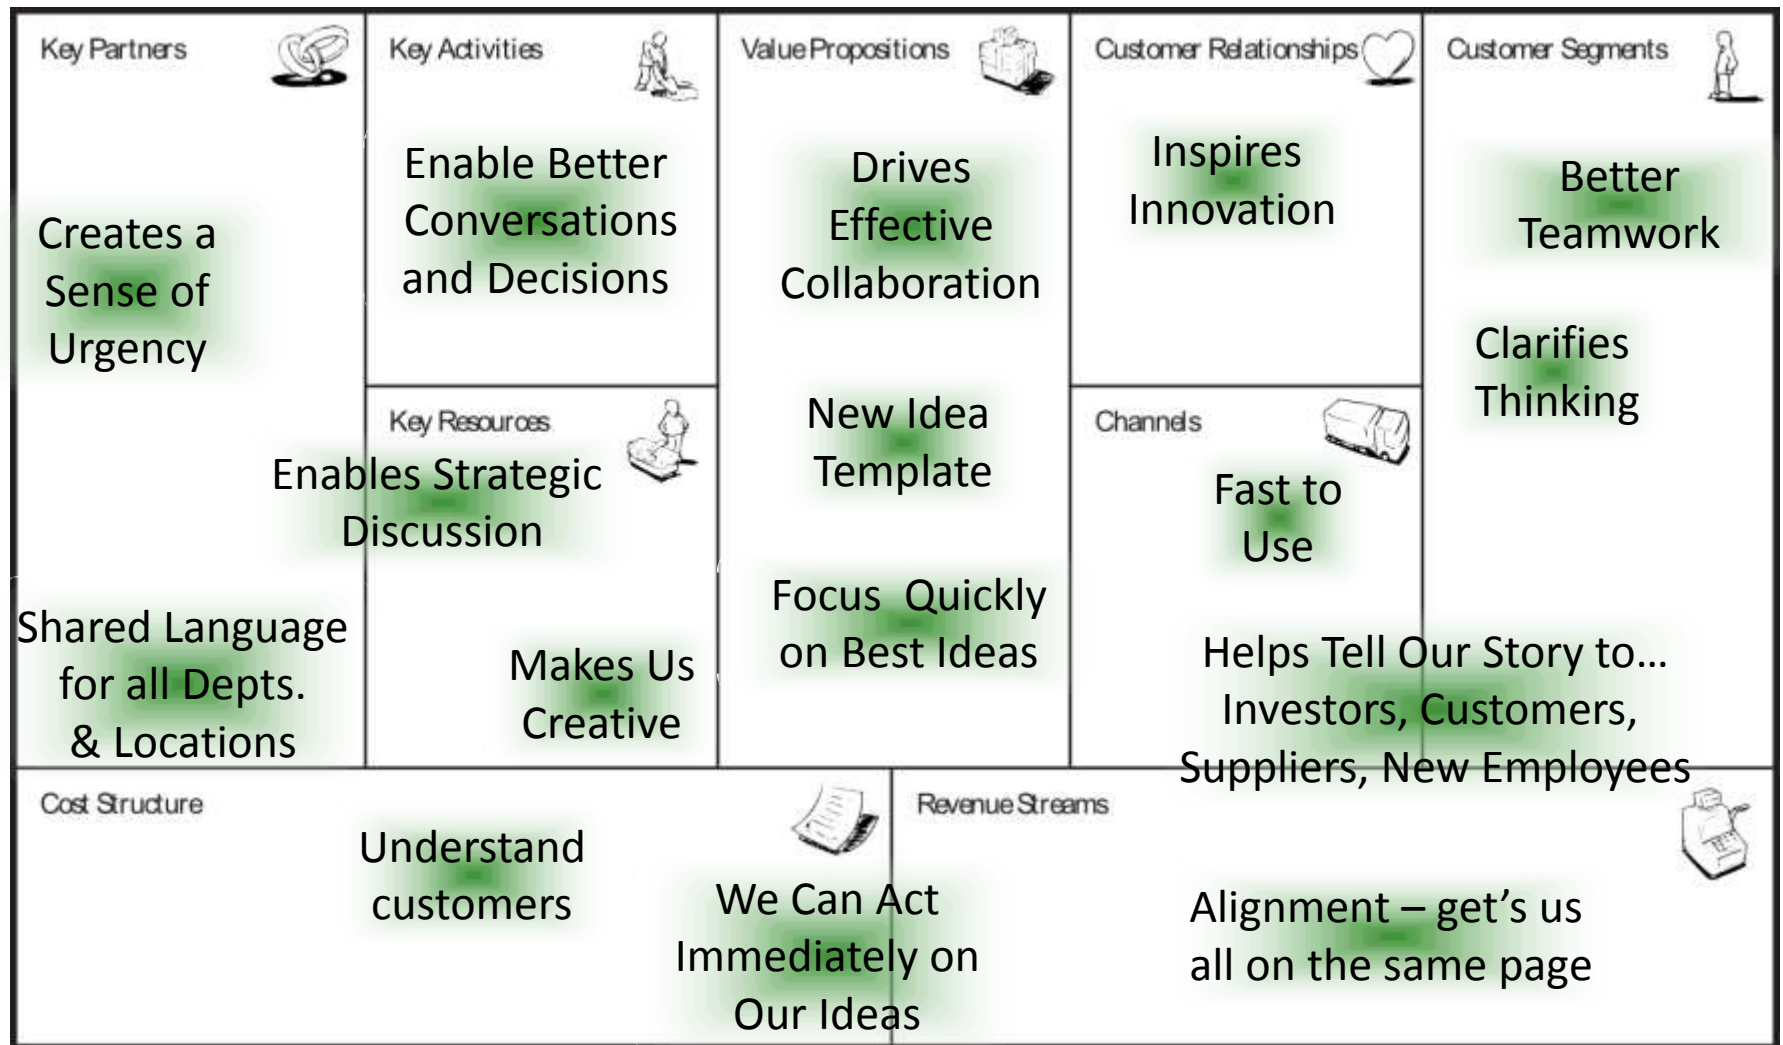 Key Partners
Creates a
Sense of
Urgency
Shared Language
for all Depts.
& Locations
Key Activities
Enable Better
Conversations
and Decisions
Key Resources
Enables Strategic
Discussion
Makes Us
Creative
Value Propositions
Drives
Effective
Collaboration
New Idea
Template
Focus Quickly
on Best Ideas
Customer Relationships
Inspires
Innovation
Channels
Fast to
Use
Customer Segments
Better
Teamwork
Clarifies
Thinking
Helps Tell Our Story to...
Investors, Customers,
Suppliers, New Employees
Cost Structure
Understand
customers
We Can Act
Immediately on
Our Ideas
Revenue Streams
Alignment – get’s us
all on the same page